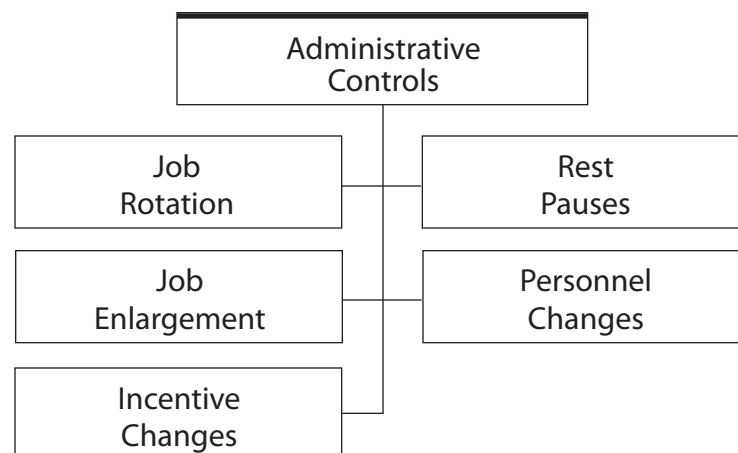 Administrative
Controls
Job
Rotation
Rest
Pauses
Job
Enlargement
Personnel
Changes
Incentive
Changes